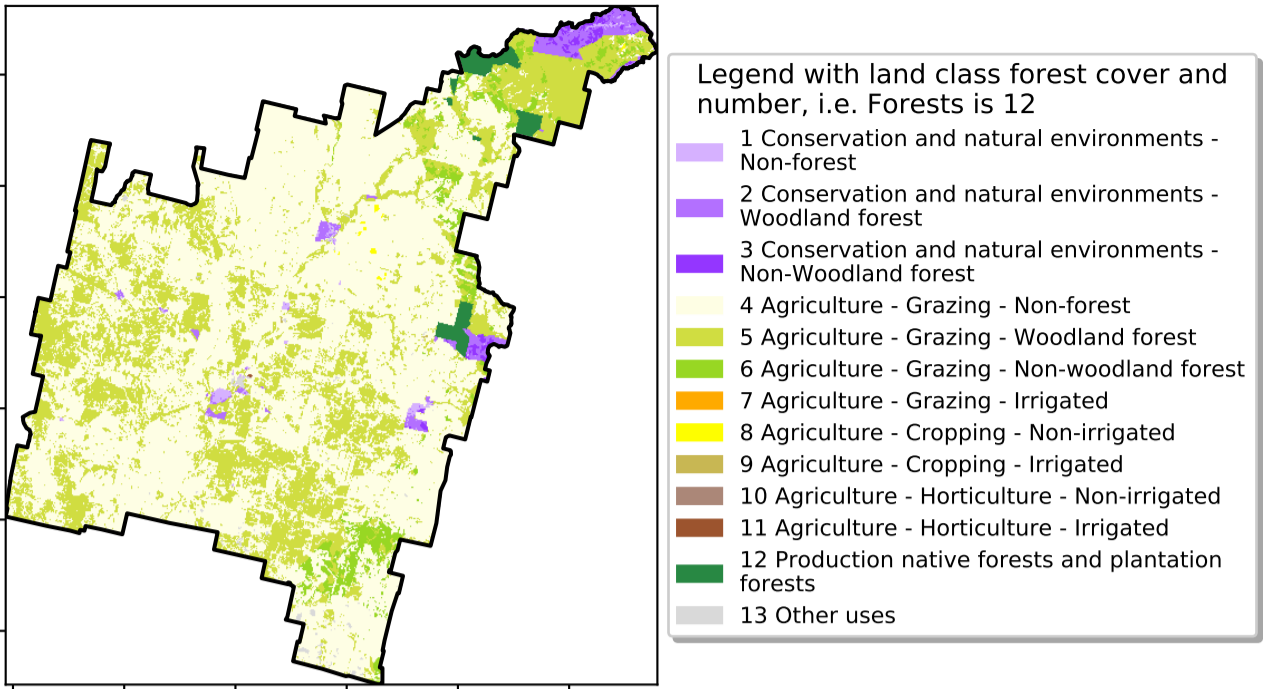 Legend with land class forest cover and
number, i.e. Forests is 12
1 Conservation and natural environments -
Non-forest
2 Conservation and natural environments -
Woodland forest
3 Conservation and natural environments -
Non-Woodland forest
4 Agriculture - Grazing - Non-forest
5 Agriculture - Grazing - Woodland forest
6 Agriculture - Grazing - Non-woodland forest
7 Agriculture - Grazing - Irrigated
8 Agriculture - Cropping - Non-irrigated
9 Agriculture - Cropping - Irrigated
10 Agriculture - Horticulture - Non-irrigated
11 Agriculture - Horticulture - Irrigated
12 Production native forests and plantation
forests
13 Other uses